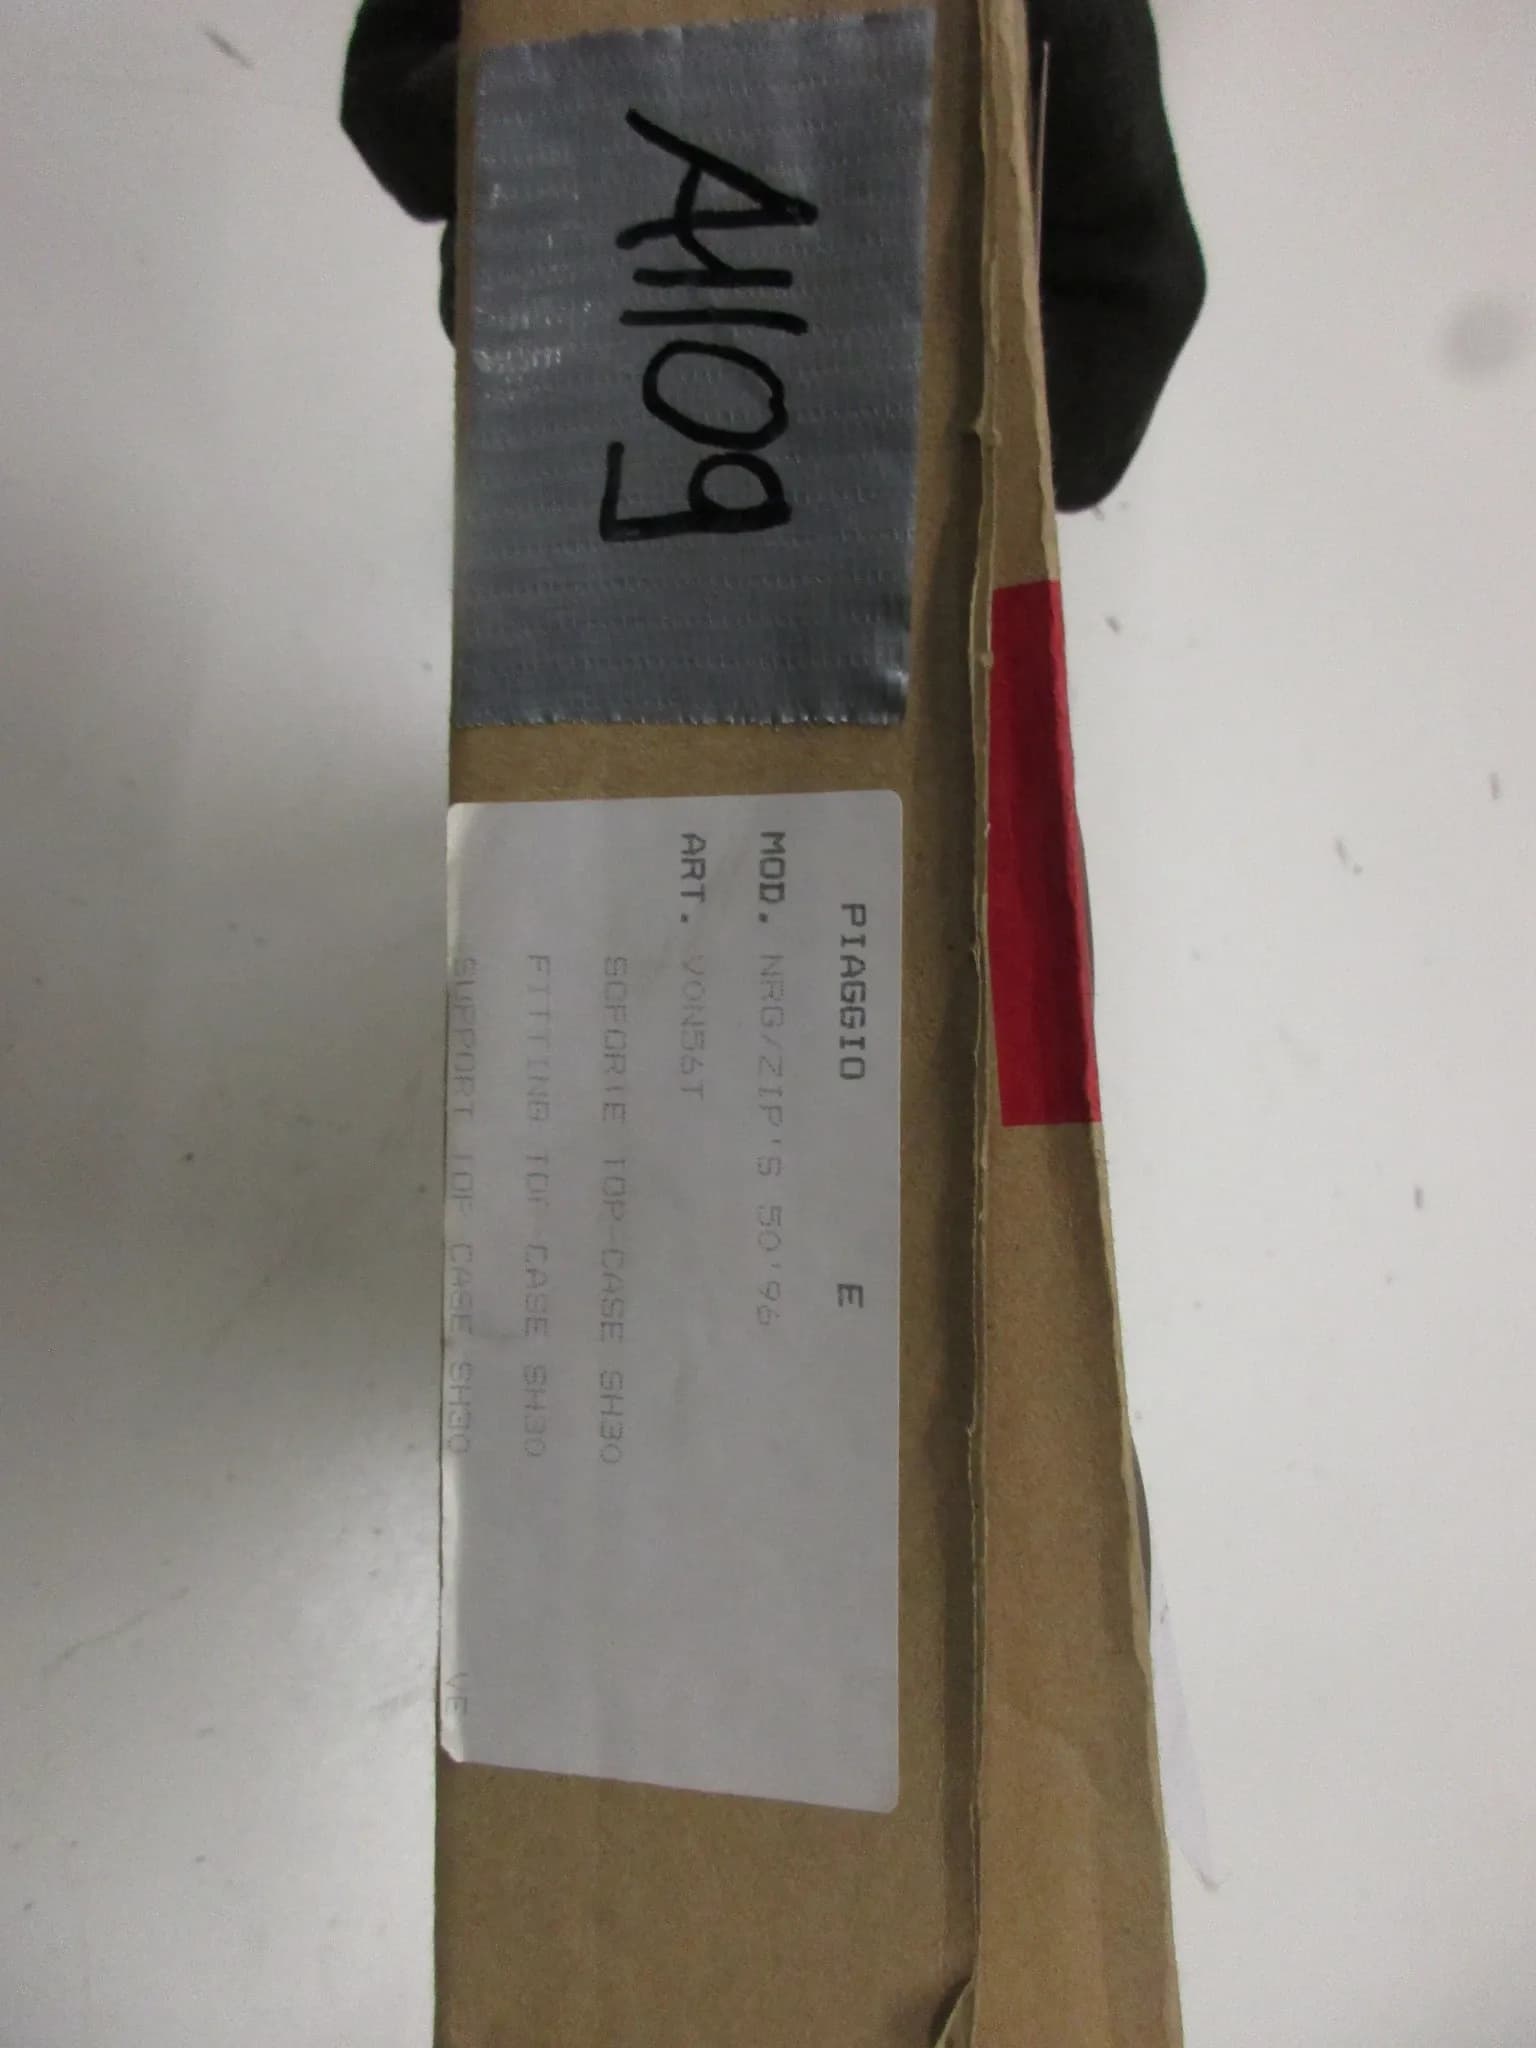 A1109
PIAGGIO E
MOD. NRG/ZIP'S 50'96
ART. VON56T
SOPORTE TOP-CASE SH30
FITTING TOP-CASE SH30
SUPPORT TOP CASE SH30
VE